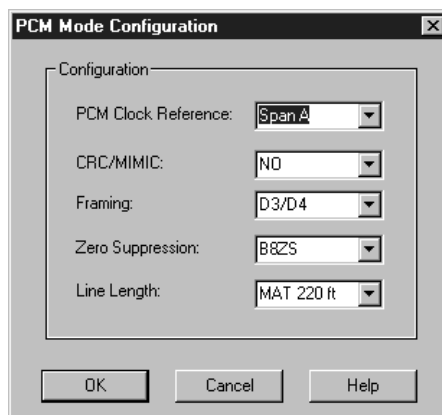 PCM Mode Configuration
Configuration
PCM Clock Reference: Span A
CRC/MIMIC: NO
Framing: D3/D4
Zero Suppression: B8ZS
Line Length: MAT 220 ft
OK Cancel Help